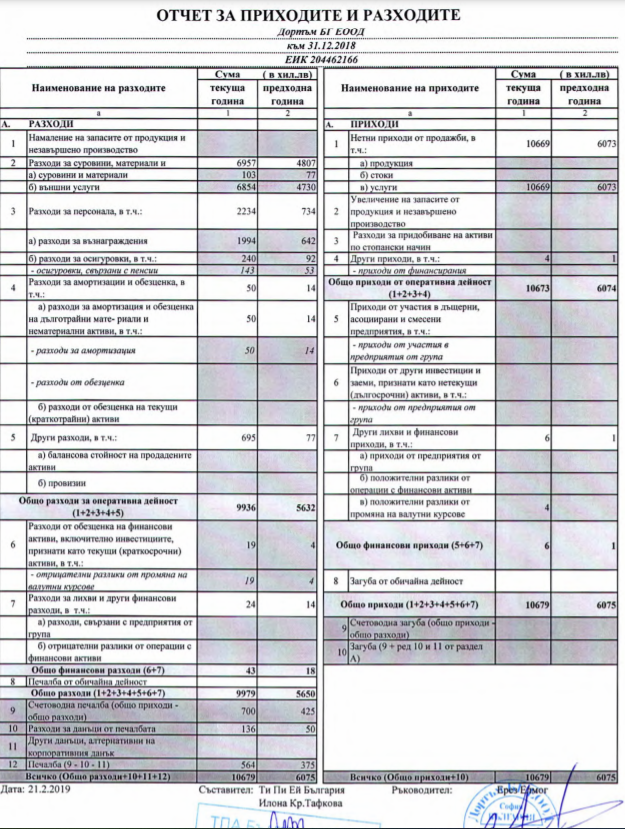 ОТЧЕТ ЗА ПРИХОДИТЕ И РАЗХОДИТЕ
Дортъм БГ ЕООД
към 31.12.2018
ЕИК 204462166
Наименование на разходите
Сума ( в хил.лв)
текуща година предходна година
а 1 2
А. РАЗХОДИ
1 Намаление на запасите от продукция и
незавършено производство
2 Разходи за суровини, материали и 6957 4807
а) суровини и материали 103 77
б) външни услуги 6854 4730
3 Разходи за персонала, в т.ч.: 2234 734
а) разходи за възнаграждения 1994 642
б) разходи за осигуровки, в т.ч.: 240 92
- осигуровки, свързани с пенсии 143 53
4 Разходи за амортизации и обезценка, в
т.ч.: 50 14
а) разходи за амортизация и обезценка
на дълготрайни мате- риали и
нематериални активи, в т.ч.: 50 14
- разходи за амортизация 50 14
- разходи от обезценка
б) разходи от обезценка на текущи
(краткотрайни) активи
5 Други разходи, в т.ч.: 695 77
а) балансова стойност на продадените
активи
б) провизии
Общо разходи за оперативна дейност
(1+2+3+4+5) 9936 5632
6 Разходи от обезценка на финансови
активи, включително инвестициите,
признати като текущи (краткосрочни)
активи, в т.ч.: 19 4
- отрицателни разлики от промяна на
валутни курсове 19 4
7 Разходи за лихви и други финансови
разходи, в т.ч.: 24 14
а) разходи, свързани с предприятия от
група
б) отрицателни разлики от операции с
финансови активи
Общо финансови разходи (6+7) 43 18
8 Печалба от обичайна дейност
Общо разходи (1+2+3+4+5+6+7) 9979 5650
9 Счетоводна печалба (общо приходи -
общо разходи) 700 425
10 Разходи за данъци от печалбата 136 50
11 Други данъци, алтернативни на
корпоративния данък
12 Печалба (9 - 10 - 11) 564 375
Всичко (Общо разходи+10+11+12) 10679 6075
Наименование на приходите
Сума ( в хил.лв)
текуща година предходна година
а 1 2
А. ПРИХОДИ
1 Нетни приходи от продажби, в
т.ч.: 10669 6073
а) продукция
б) стоки
в) услуги 10669 6073
2 Увеличение на запасите от
продукция и незавършено
производство
3 Разходи за придобиване на активи
по стопански начин
4 Други приходи, в т.ч.: 4 1
- приходи от финансирания
Общо приходи от оперативна дейност
(1+2+3+4) 10673 6074
5 Приходи от участия в дъщерни,
асоциирани и смесени
предприятия, в т.ч.:
- приходи от участия в
предприятия от група
6 Приходи от други инвестиции и
заеми, признати като нетекущи
(дългосрочни) активи, в т.ч.:
- приходи от предприятия от
група
7 Други лихви и финансови
приходи, в т.ч.: 6 1
а) приходи от предприятия от
група
б) положителни разлики от
операции с финансови активи
в) положителни разлики от
промяна на валутни курсове 4
Общо финансови приходи (5+6+7) 6 1
8 Загуба от обичайна дейност
Общо приходи (1+2+3+4+5+6+7) 10679 6075
9 Счетоводна загуба (общо приходи -
общо разходи)
10 Загуба (9 + ред 10 и 11 от раздел
А)
Всичко (Общо приходи+10) 10679 6075
Дата: 21.2.2019 Съставител: Ти Пи Ей България Ръководител: Ерез Ермог
Илона Кр.Тафкова
София